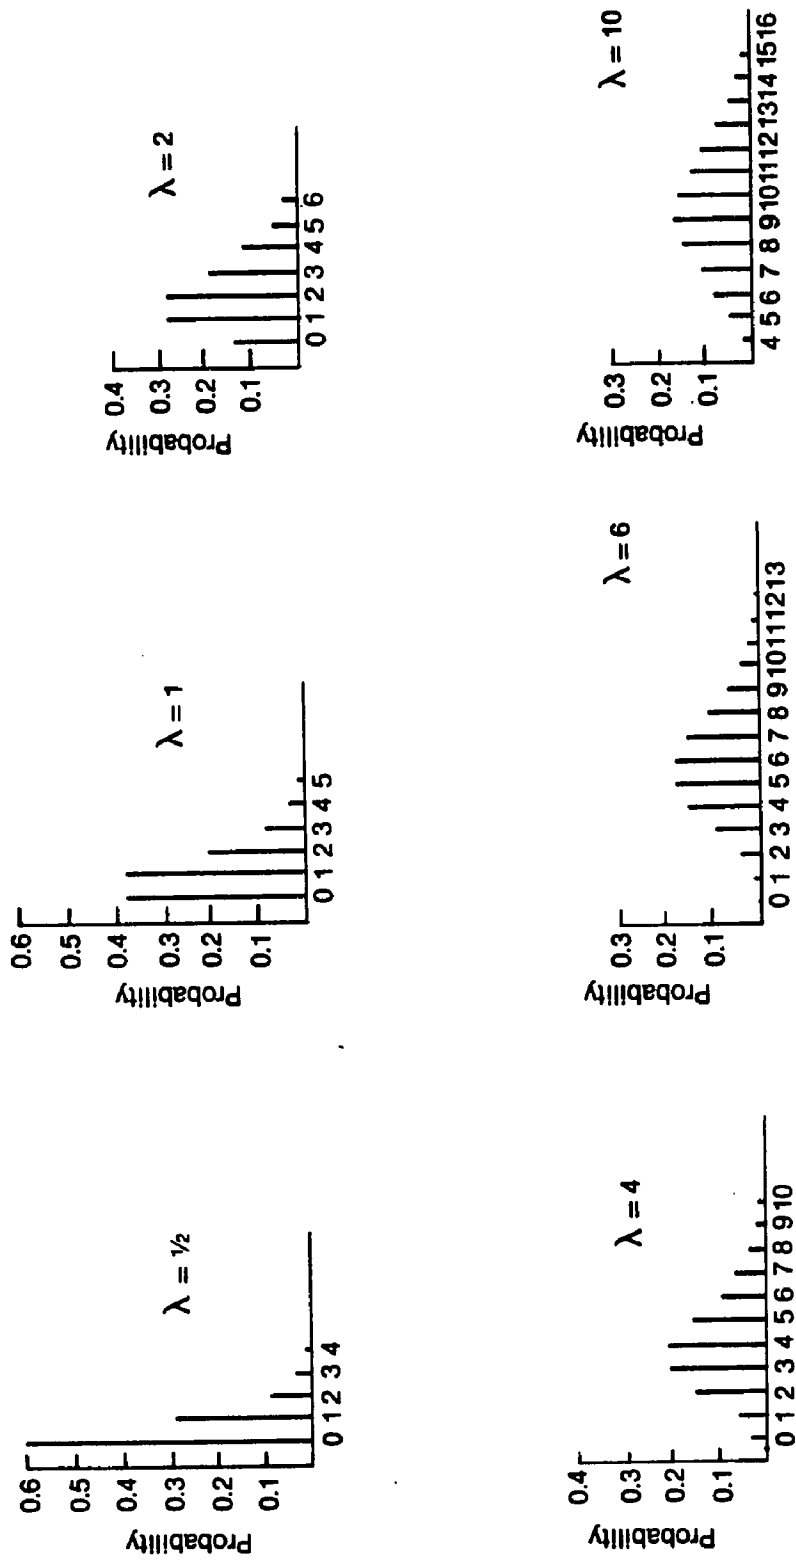 Probability
0.6
0.5
0.4
0.3
0.2
0.1
λ = ½
0 1 2 3 4
Probability
0.6
0.5
0.4
0.3
0.2
0.1
λ = 1
0 1 2 3 4 5
Probability
0.4
0.3
0.2
0.1
λ = 2
0 1 2 3 4 5 6
Probability
0.4
0.3
0.2
0.1
λ = 4
0 1 2 3 4 5 6 7 8 9 10
Probability
0.3
0.2
0.1
λ = 6
0 1 2 3 4 5 6 7 8 9 10 11 12 13
Probability
0.3
0.2
0.1
λ = 10
4 5 6 7 8 9 10 11 12 13 14 15 16